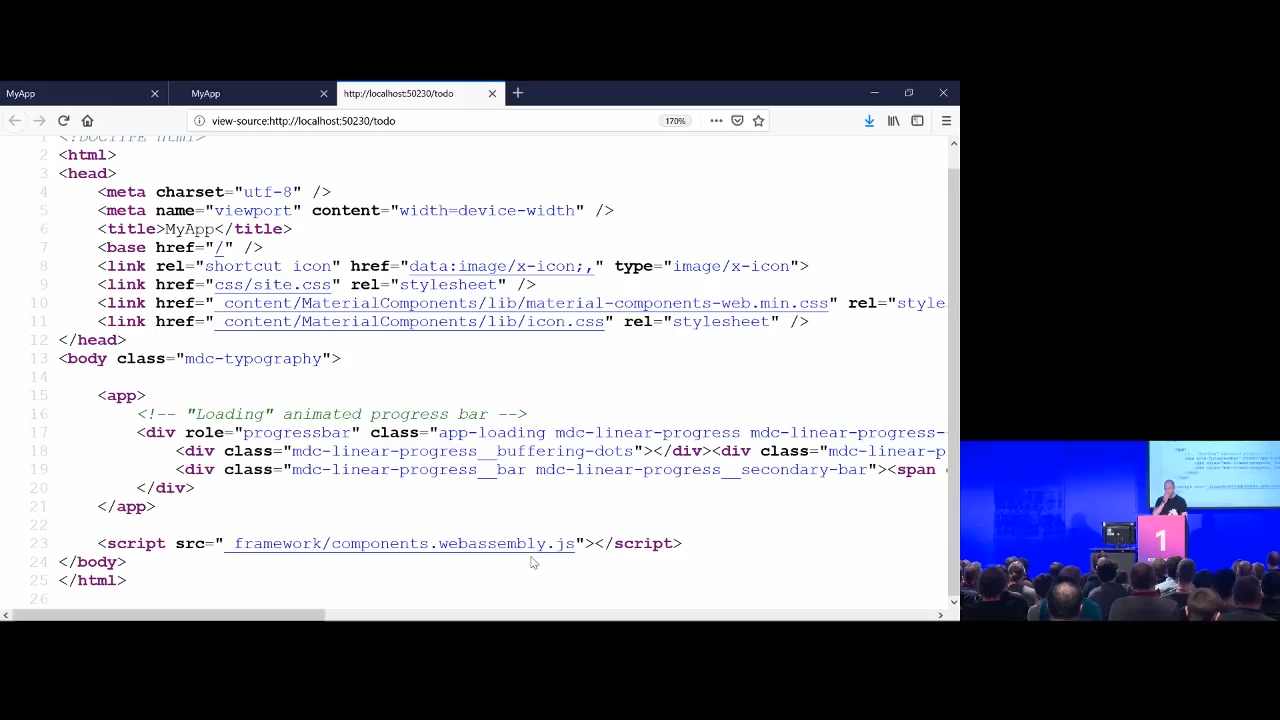 MyApp
MyApp
http://localhost:50230/todo
view-source:http://localhost:50230/todo
170%
1 <!DOCTYPE html>
2 <html>
3 <head>
4 <meta charset="utf-8" />
5 <meta name="viewport" content="width=device-width" />
6 <title>MyApp</title>
7 <base href="/" />
8 <link rel="shortcut icon" href="data:image/x-icon;," type="image/x-icon">
9 <link href="css/site.css" rel="stylesheet" />
10 <link href="_content/MaterialComponents/lib/material-components-web.min.css" rel="style
11 <link href="_content/MaterialComponents/lib/icon.css" rel="stylesheet" />
12 </head>
13 <body class="mdc-typography">
14
15 <app>
16 <!-- "Loading" animated progress bar -->
17 <div role="progressbar" class="app-loading mdc-linear-progress mdc-linear-progress-
18 <div class="mdc-linear-progress__buffering-dots"></div><div class="mdc-linear-p
19 <div class="mdc-linear-progress__bar mdc-linear-progress__secondary-bar"><span
20 </div>
21 </app>
22
23 <script src="_framework/components.webassembly.js"></script>
24 </body>
25 </html>
26
1